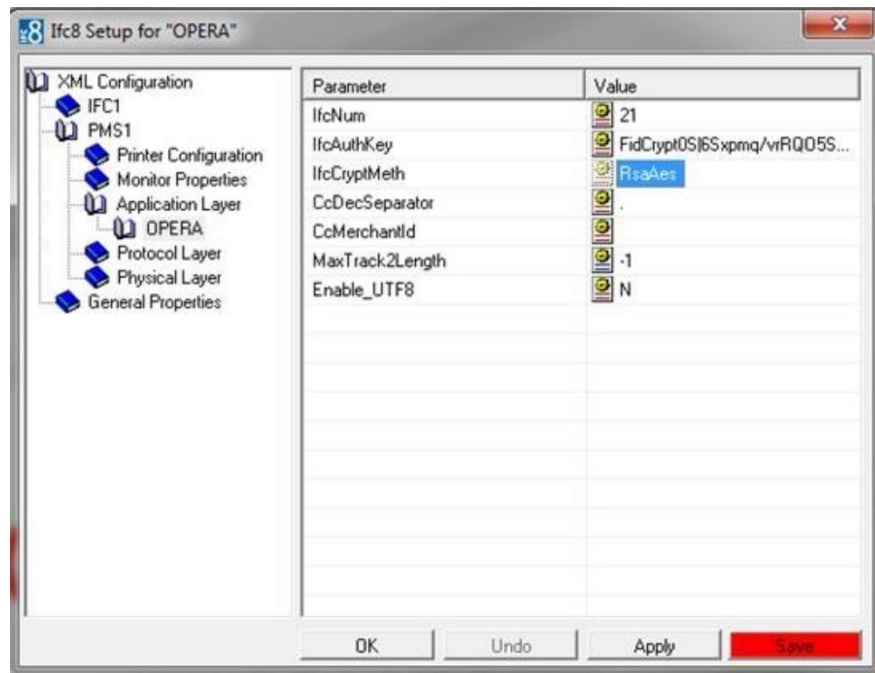 Ifc8 Setup for "OPERA"
XML Configuration
IFC1
PMS1
Printer Configuration
Monitor Properties
Application Layer
OPERA
Protocol Layer
Physical Layer
General Properties
Parameter Value
IfcNum 21
IfcAuthKey FidCrypt0S|6Sxpmq/vrRQO5S...
IfcCryptMeth RsaAes
CcDecSeparator .
CcMerchantId
MaxTrack2Length -1
Enable_UTF8 N
OK Undo Apply Save